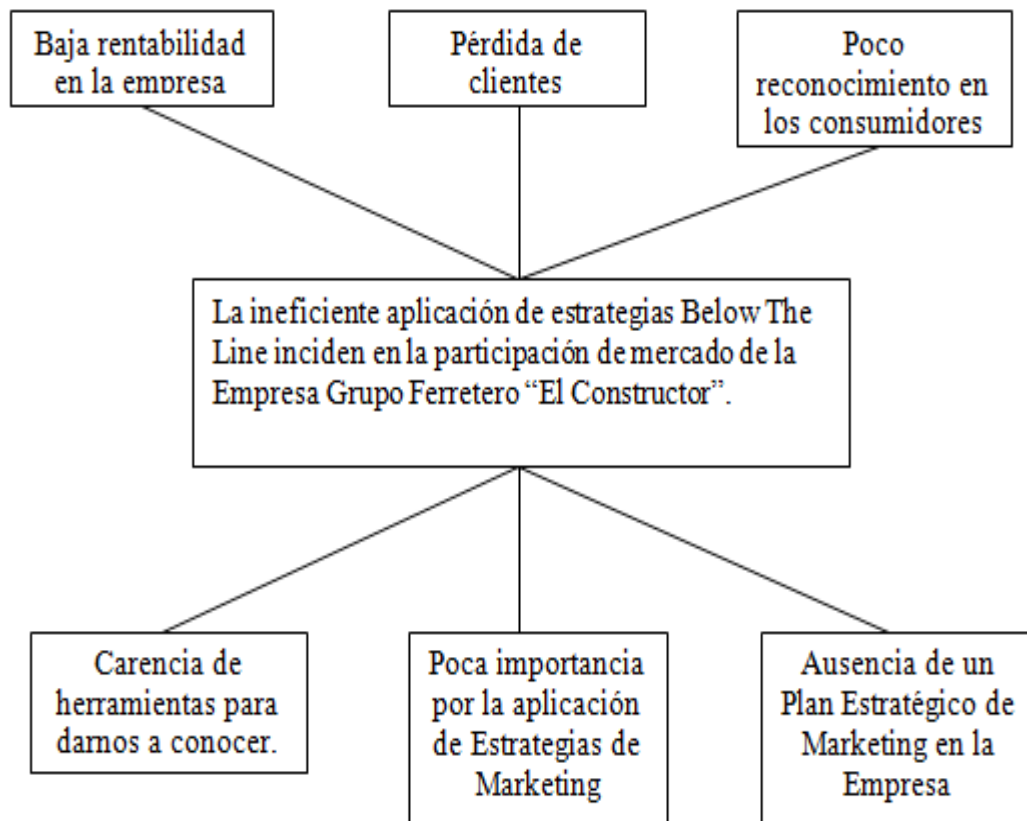 Baja rentabilidad
en la empresa
Pérdida de
clientes
Poco
reconocimiento en
los consumidores
La ineficiente aplicación de estrategias Below The
Line inciden en la participación de mercado de la
Empresa Grupo Ferretero “El Constructor”.
Carencia de
herramientas para
darnos a conocer.
Poca importancia
por la aplicación
de Estrategias de
Marketing
Ausencia de un
Plan Estratégico de
Marketing en la
Empresa